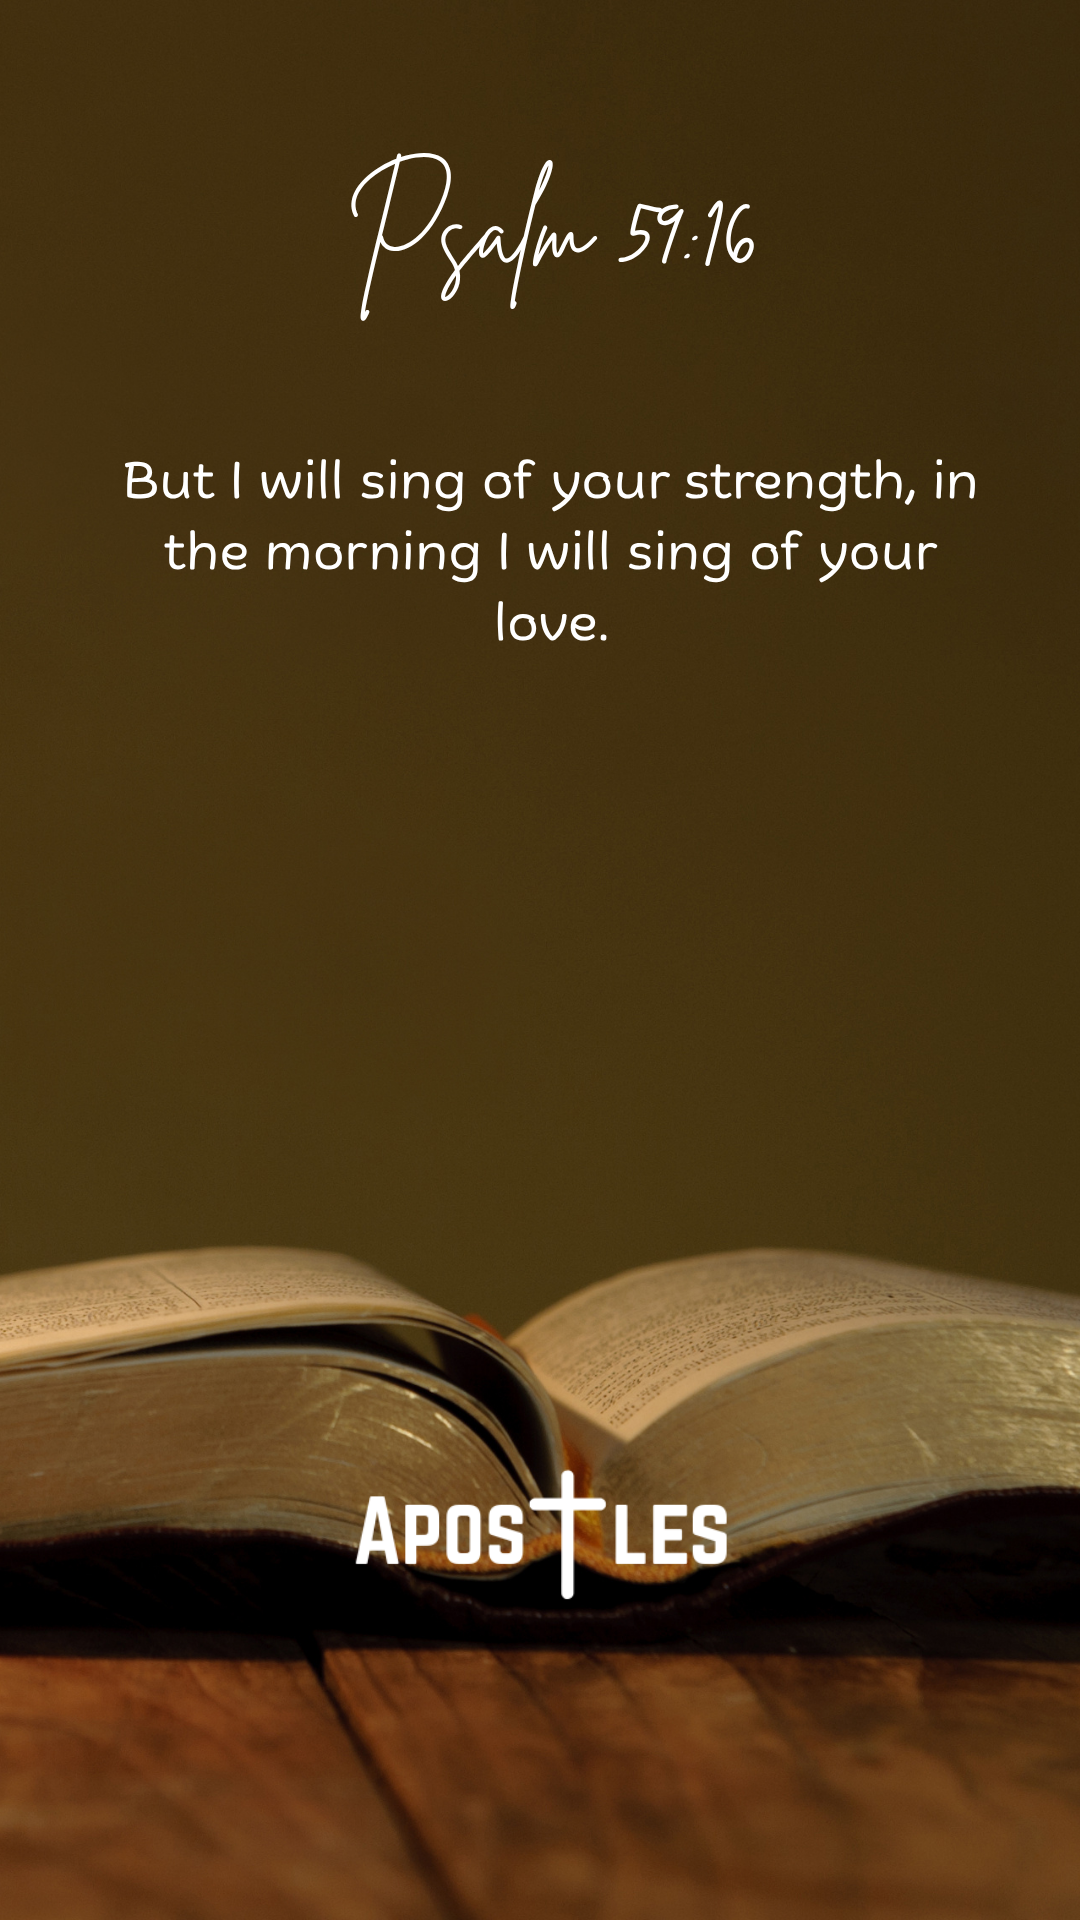 Psalm 59:16
But I will sing of your strength, in
the morning I will sing of your
love.
APOSTLES